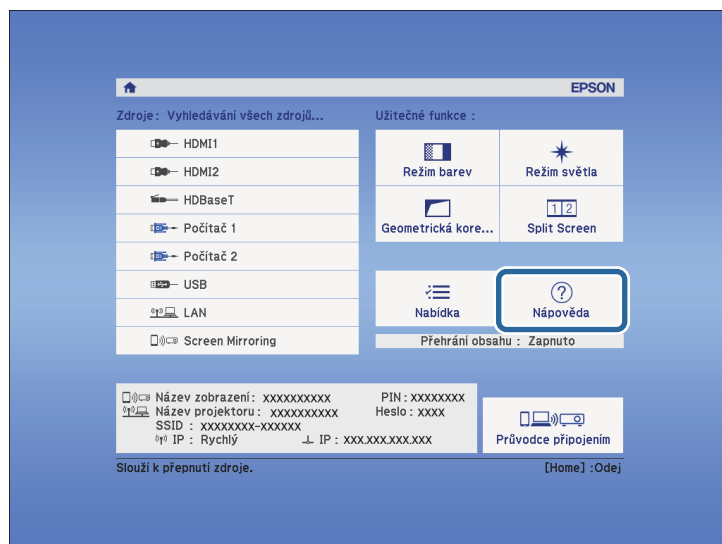 EPSON
Zdroje: Vyhledávání všech zdrojů...
HDMI1
HDMI2
HDBaseT
Počítač 1
Počítač 2
USB
LAN
Screen Mirroring
Užitečné funkce :
Režim barev
Režim světla
Geometrická kore...
1 2
Split Screen
Nabídka
?
Nápověda
Přehrání obsahu : Zapnuto
Název zobrazení: xxxxxxxxxx PIN: xxxxxxxx
Název projektoru: xxxxxxxxxx Heslo: xxxx
SSID : xxxxxxxx-xxxxxx
IP : Rychlý IP : xxx.xxx.xxx.xxx
Průvodce připojením
Slouží k přepnutí zdroje. [Home] :Odej